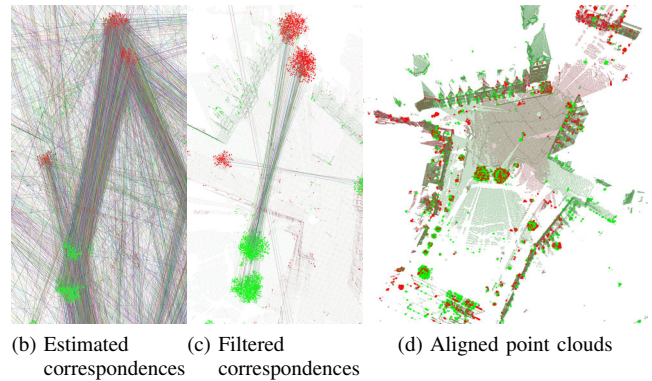 (b) Estimated
correspondences
(c) Filtered
correspondences
(d) Aligned point clouds